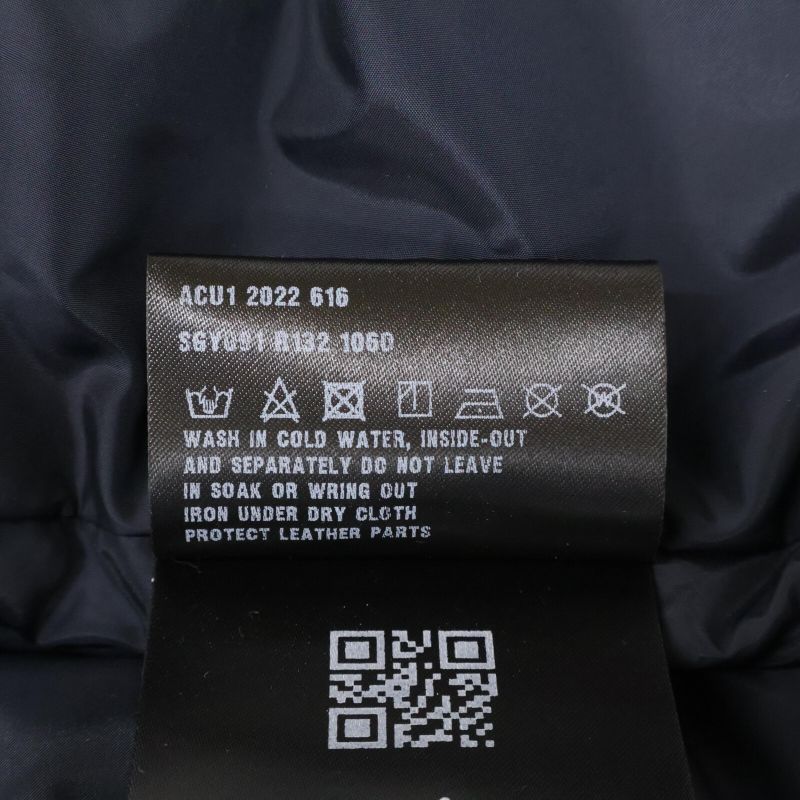 ACU1 2022 616
SGY091 R132 1060
WASH IN COLD WATER, INSIDE-OUT
AND SEPARATELY DO NOT LEAVE
IN SOAK OR WRING OUT
IRON UNDER DRY CLOTH
PROTECT LEATHER PARTS